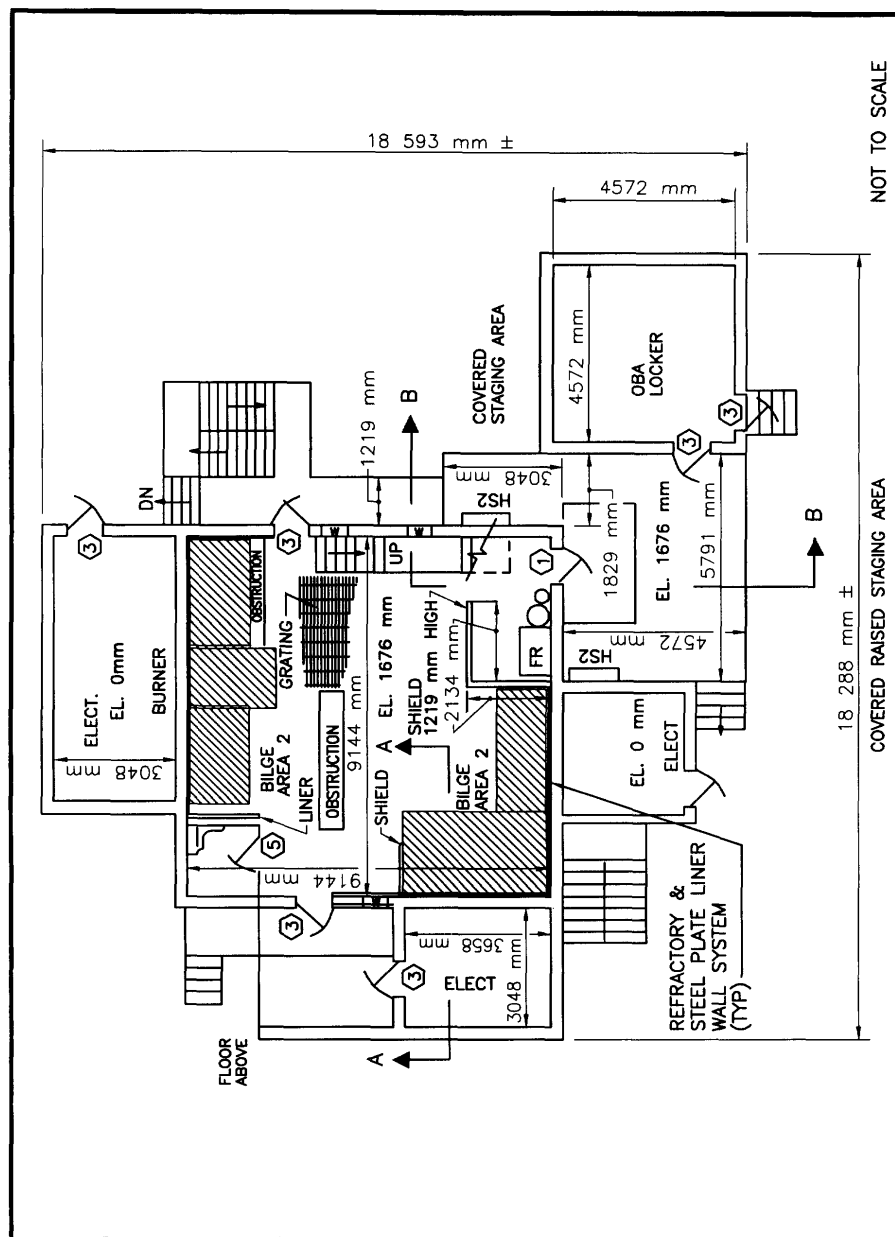 18 593 mm ±
NOT TO SCALE
4572 mm
4572 mm
OBA
LOCKER
3
3
COVERED
STAGING AREA
B
1219 mm
3048
mm
HS2
DN
3
3
UP
1
1829 mm
EL. 1676 mm
5791 mm
B
4572
mm
HS2
18 288 mm ±
COVERED RAISED STAGING AREA
ELECT.
EL. 0mm
BURNER
3048
mm
OBSTRUCTION
GRATING
9144 mm
EL. 1676 mm
SHIELD
1219 mm HIGH
2134 mm
FR
BILGE
AREA 2
LINER
OBSTRUCTION
A
SHIELD
BILGE
AREA 2
EL. 0 mm
ELECT
5
9144
mm
3
3
3658
mm
ELECT
3048 mm
A
FLOOR
ABOVE
REFRACTORY &
STEEL PLATE LINER
WALL SYSTEM
(TYP)